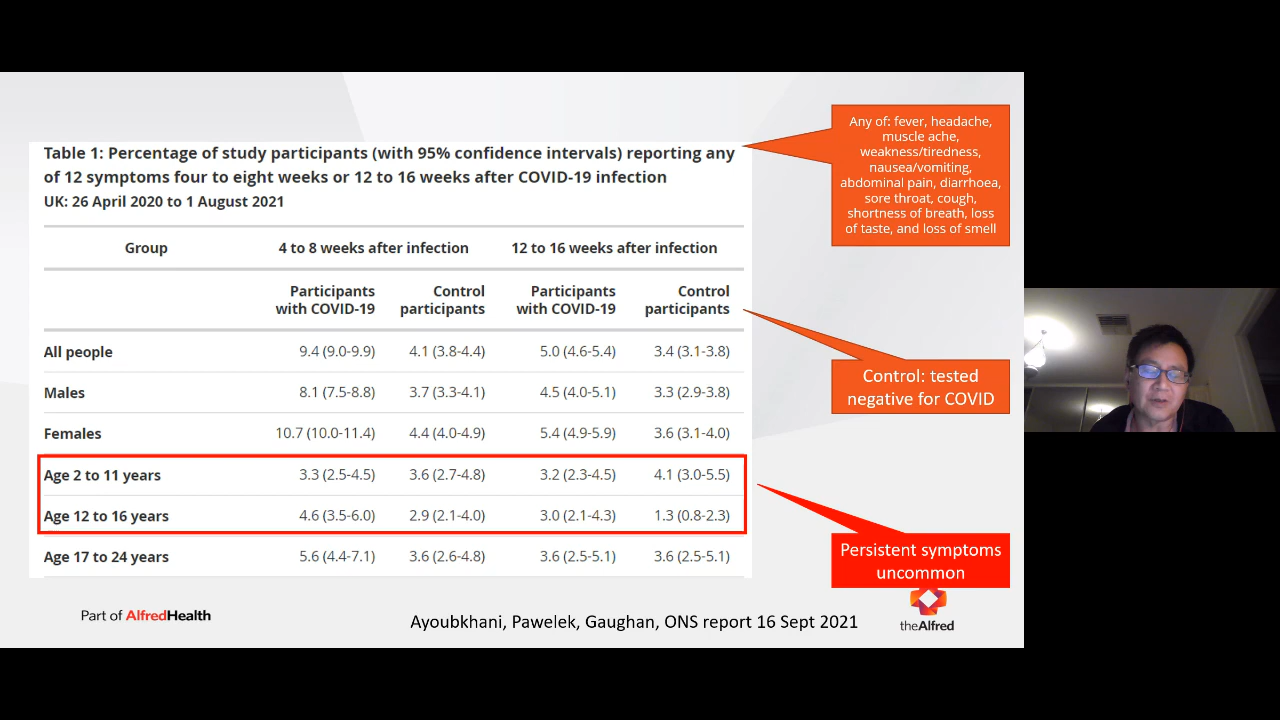 Table 1: Percentage of study participants (with 95% confidence intervals) reporting any
of 12 symptoms four to eight weeks or 12 to 16 weeks after COVID-19 infection
UK: 26 April 2020 to 1 August 2021
Any of: fever, headache,
muscle ache,
weakness/tiredness,
nausea/vomiting,
abdominal pain, diarrhoea,
sore throat, cough,
shortness of breath, loss
of taste, and loss of smell
Group 4 to 8 weeks after infection 12 to 16 weeks after infection
Participants Control Participants Control
with COVID-19 participants with COVID-19 participants
All people 9.4 (9.0-9.9) 4.1 (3.8-4.4) 5.0 (4.6-5.4) 3.4 (3.1-3.8)
Males 8.1 (7.5-8.8) 3.7 (3.3-4.1) 4.5 (4.0-5.1) 3.3 (2.9-3.8)
Females 10.7 (10.0-11.4) 4.4 (4.0-4.9) 5.4 (4.9-5.9) 3.6 (3.1-4.0)
Age 2 to 11 years 3.3 (2.5-4.5) 3.6 (2.7-4.8) 3.2 (2.3-4.5) 4.1 (3.0-5.5)
Age 12 to 16 years 4.6 (3.5-6.0) 2.9 (2.1-4.0) 3.0 (2.1-4.3) 1.3 (0.8-2.3)
Age 17 to 24 years 5.6 (4.4-7.1) 3.6 (2.6-4.8) 3.6 (2.5-5.1) 3.6 (2.5-5.1)
Control: tested
negative for COVID
Persistent symptoms
uncommon
Part of AlfredHealth
Ayoubkhani, Pawelek, Gaughan, ONS report 16 Sept 2021
theAlfred